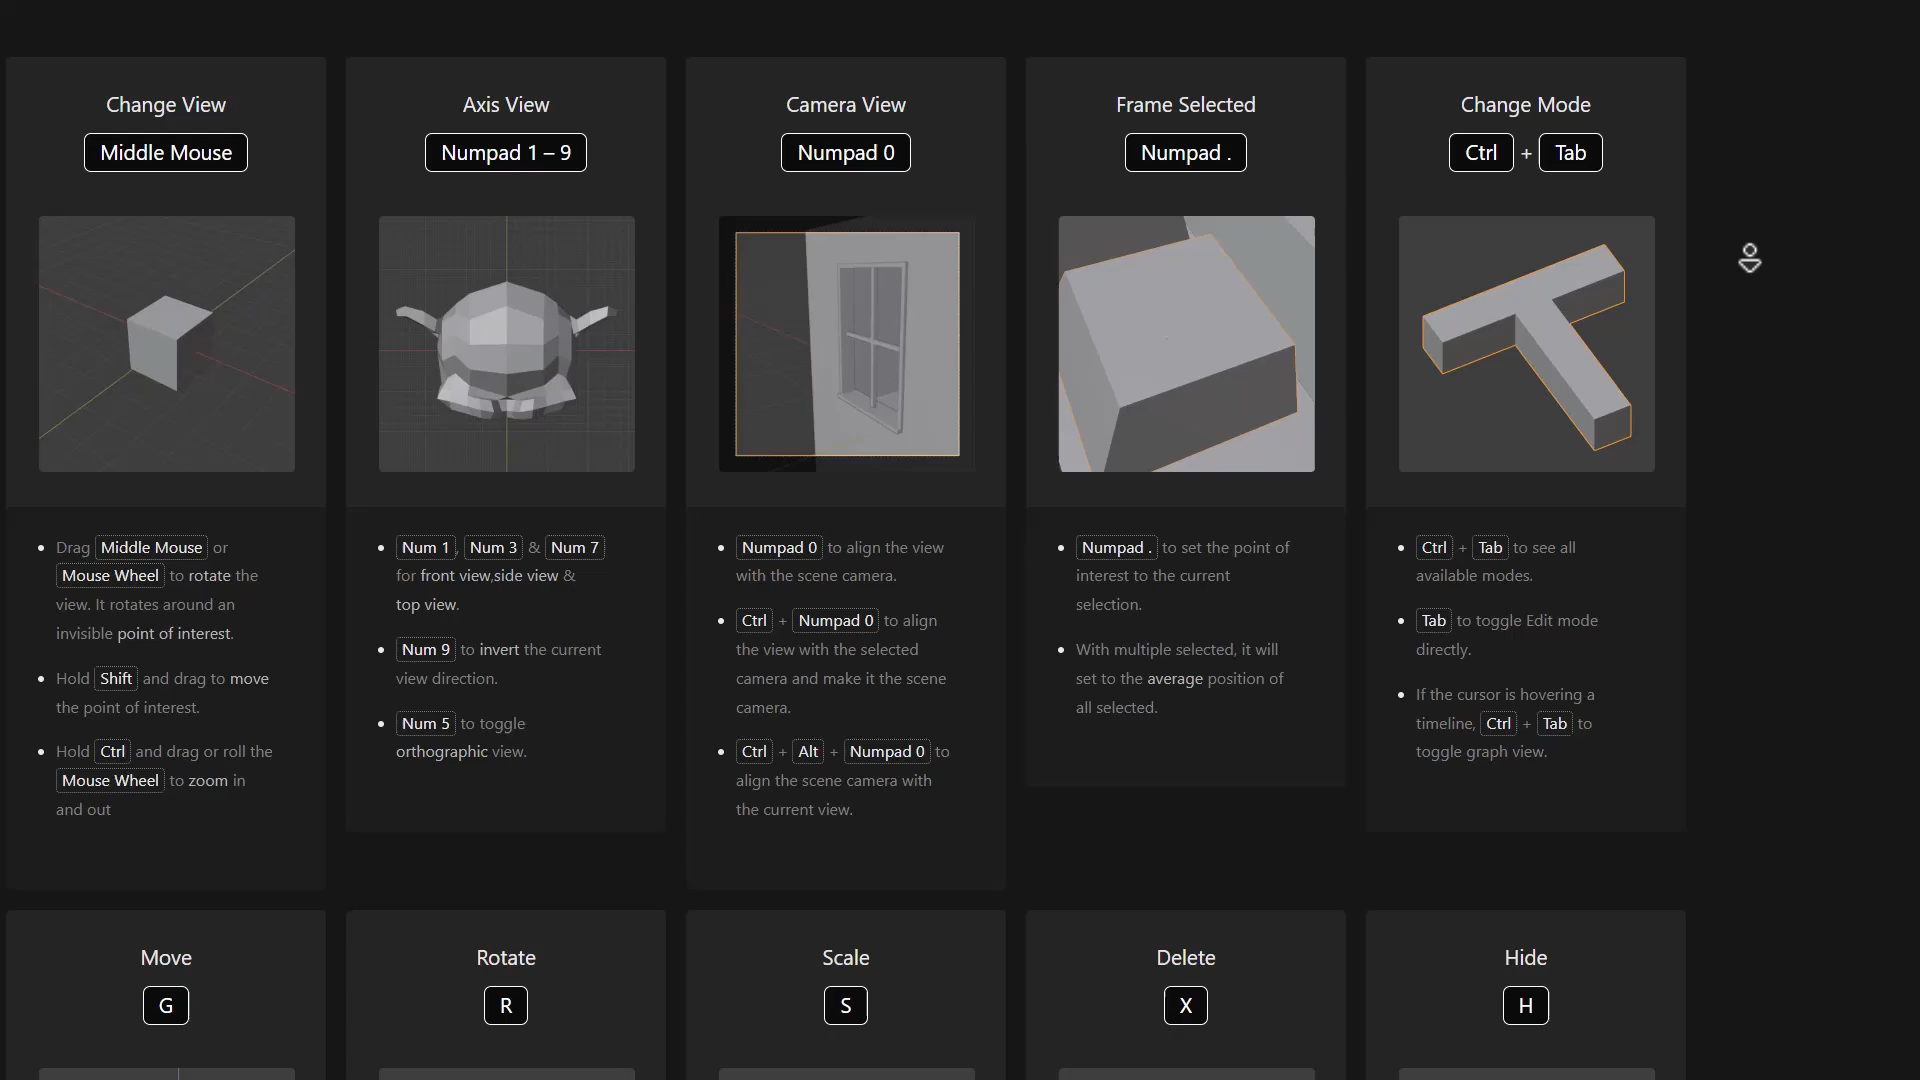 Change View
Middle Mouse
Drag Middle Mouse or
Mouse Wheel to rotate the
view. It rotates around an
invisible point of interest.
Hold Shift and drag to move
the point of interest.
Hold Ctrl and drag or roll the
Mouse Wheel to zoom in
and out
Axis View
Numpad 1 – 9
Num 1, Num 3 & Num 7
for front view,side view &
top view.
Num 9 to invert the current
view direction.
Num 5 to toggle
orthographic view.
Camera View
Numpad 0
Numpad 0 to align the view
with the scene camera.
Ctrl + Numpad 0 to align
the view with the selected
camera and make it the scene
camera.
Ctrl + Alt + Numpad 0 to
align the scene camera with
the current view.
Frame Selected
Numpad .
Numpad . to set the point of
interest to the current
selection.
With multiple selected, it will
set to the average position of
all selected.
Change Mode
Ctrl + Tab
Ctrl + Tab to see all
available modes.
Tab to toggle Edit mode
directly.
If the cursor is hovering a
timeline, Ctrl + Tab to
toggle graph view.
Move
G
Rotate
R
Scale
S
Delete
X
Hide
H